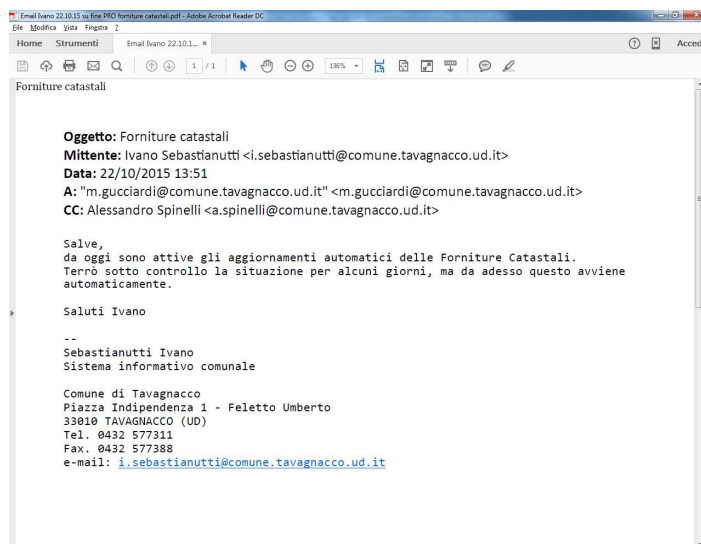 Email Ivano 22.10.15 su fine PRO forniture catastali.pdf - Adobe Acrobat Reader DC
File Modifica Vista Finestra ?
Home Strumenti Email Ivano 22.10.1... × Acced
1 / 1 136%
Forniture catastali
Oggetto: Forniture catastali
Mittente: Ivano Sebastianutti <i.sebastianutti@comune.tavagnacco.ud.it>
Data: 22/10/2015 13:51
A: "m.gucciardi@comune.tavagnacco.ud.it" <m.gucciardi@comune.tavagnacco.ud.it>
CC: Alessandro Spinelli <a.spinelli@comune.tavagnacco.ud.it>
Salve,
da oggi sono attive gli aggiornamenti automatici delle Forniture Catastali.
Terrò sotto controllo la situazione per alcuni giorni, ma da adesso questo avviene
automaticamente.
Saluti Ivano
--
Sebastianutti Ivano
Sistema informativo comunale
Comune di Tavagnacco
Piazza Indipendenza 1 - Feletto Umberto
33010 TAVAGNACCO (UD)
Tel. 0432 577311
Fax. 0432 577388
e-mail: i.sebastianutti@comune.tavagnacco.ud.it